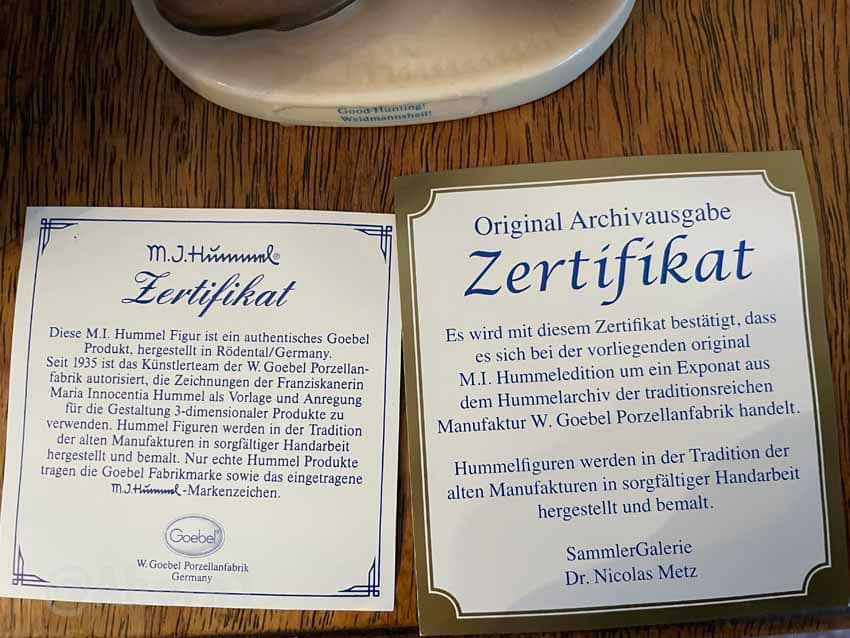 Good Hunting!
Weidmannsheil!
M.J.Hummel®
Zertifikat
Diese M.I. Hummel Figur ist ein authentisches Goebel
Produkt, hergestellt in Rödental/Germany.
Seit 1935 ist das Künstlerteam der W. Goebel Porzellan-
fabrik autorisiert, die Zeichnungen der Franziskanerin
Maria Innocentia Hummel als Vorlage und Anregung
für die Gestaltung 3-dimensionaler Produkte zu
verwenden. Hummel Figuren werden in der Tradition
der alten Manufakturen in sorgfältiger Handarbeit
hergestellt und bemalt. Nur echte Hummel Produkte
tragen die Goebel Fabrikmarke sowie das eingetragene
M.J.Hummel-Markenzeichen.
Goebel®
W. Goebel Porzellanfabrik
Germany
Original Archivausgabe
Zertifikat
Es wird mit diesem Zertifikat bestätigt, dass
es sich bei der vorliegenden original
M.I. Hummeledition um ein Exponat aus
dem Hummelarchiv der traditionsreichen
Manufaktur W. Goebel Porzellanfabrik handelt.
Hummelfiguren werden in der Tradition der
alten Manufakturen in sorgfältiger Handarbeit
hergestellt und bemalt.
SammlerGalerie
Dr. Nicolas Metz